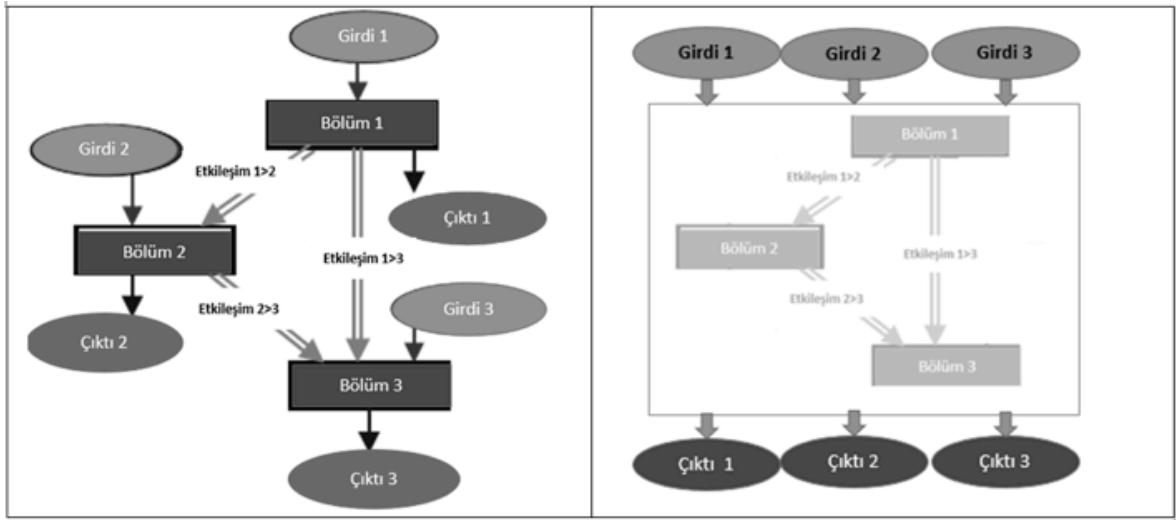 Girdi 1
Bölüm 1
Girdi 2
Etkileşim 1>2
Çıktı 1
Bölüm 2
Etkileşim 1>3
Etkileşim 2>3
Girdi 3
Çıktı 2
Bölüm 3
Çıktı 3
Girdi 1
Girdi 2
Girdi 3
Bölüm 1
Etkileşim 1>2
Bölüm 2
Etkileşim 1>3
Etkileşim 2>3
Bölüm 3
Çıktı 1
Çıktı 2
Çıktı 3